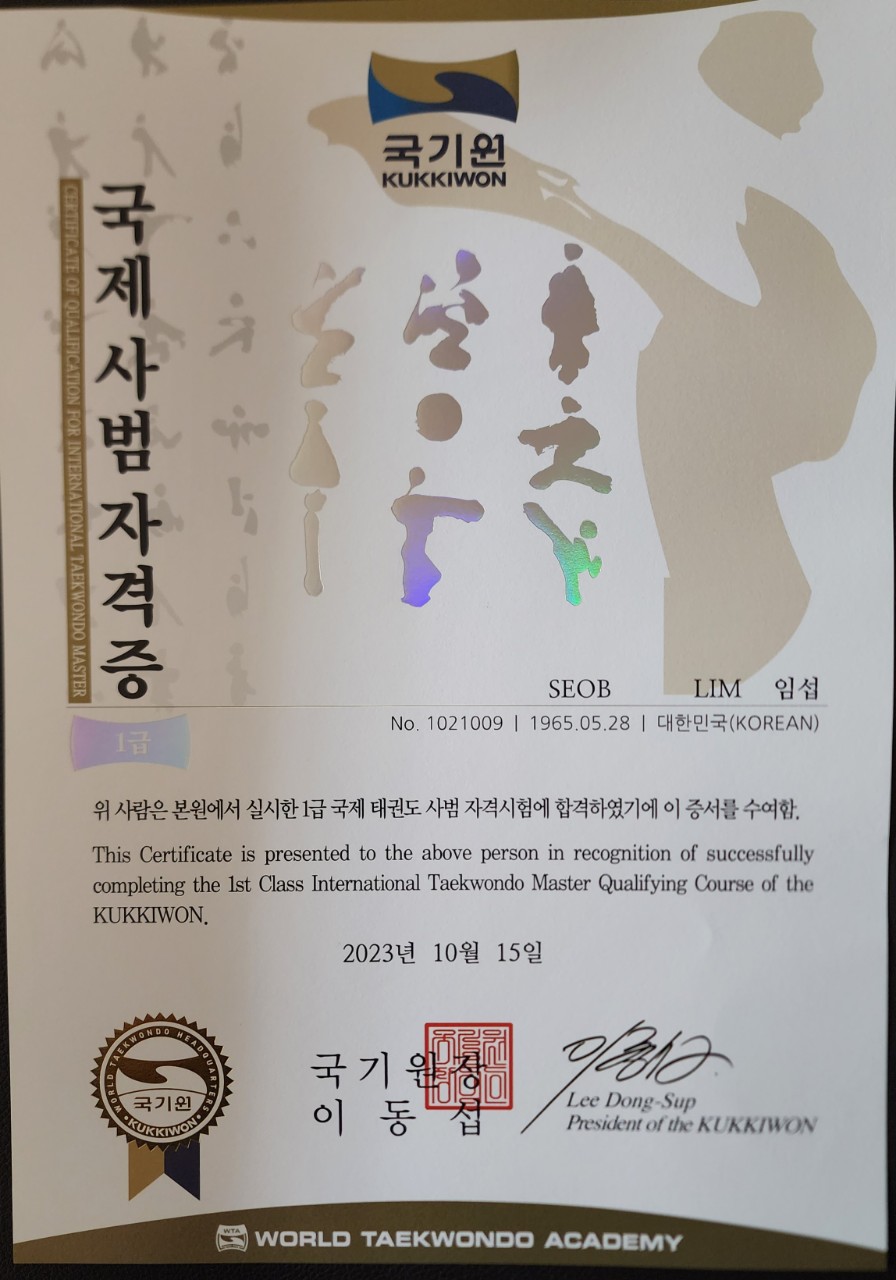 국기원
KUKKIWON
국제사범자격증
CERTIFICATE OF QUALIFICATION FOR INTERNATIONAL TAEKWONDO MASTER
1급
SEOB LIM 임섭
No. 1021009 | 1965.05.28 | 대한민국(KOREAN)
위 사람은 본원에서 실시한 1급 국제 태권도 사범 자격시험에 합격하였기에 이 증서를 수여함.
This Certificate is presented to the above person in recognition of successfully
completing the 1st Class International Taekwondo Master Qualifying Course of the
KUKKIWON.
2023년 10월 15일
WORLD TAEKWONDO HEADQUARTERS
국기원
KUKKIWON
국기원장
이동섭
Lee Dong-Sup
President of the KUKKIWON
WTA
WORLD TAEKWONDO ACADEMY